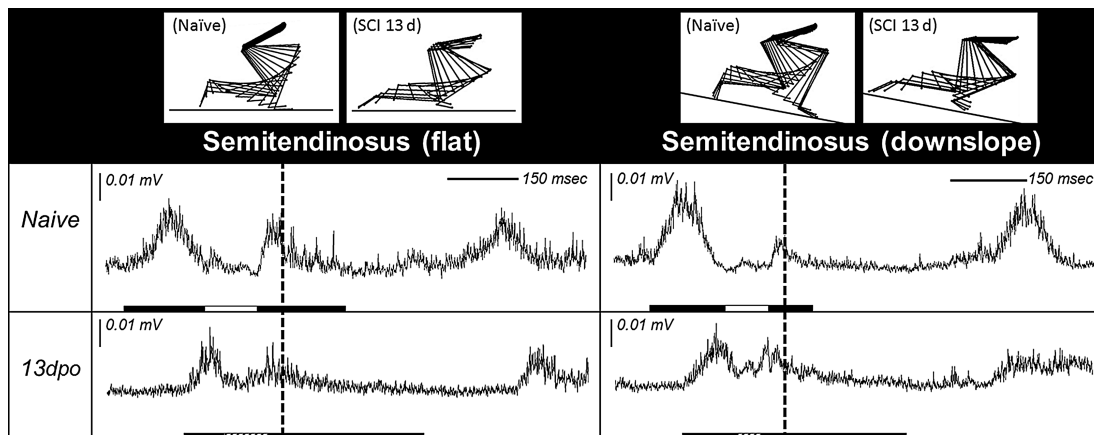 (Naïve)
(SCI 13 d)
(Naïve)
(SCI 13 d)
Semitendinosus (flat)
Semitendinosus (downslope)
Naive
0.01 mV
150 msec
0.01 mV
150 msec
13dpo
0.01 mV
0.01 mV